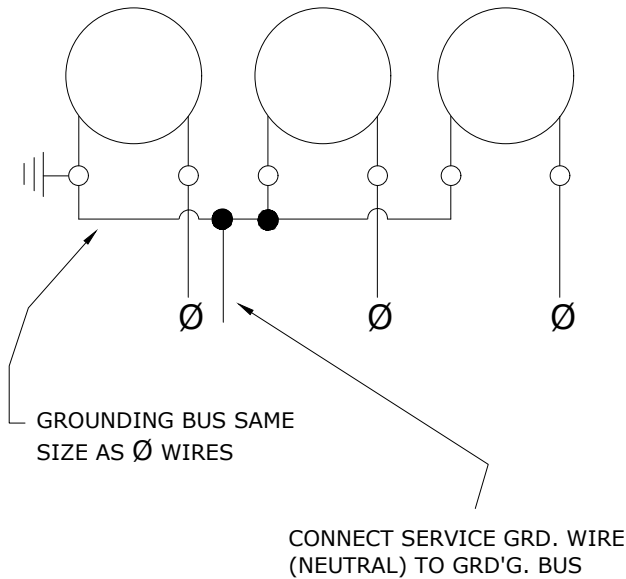 Ø Ø Ø
GROUNDING BUS SAME
SIZE AS Ø WIRES
CONNECT SERVICE GRD. WIRE
(NEUTRAL) TO GRD'G. BUS